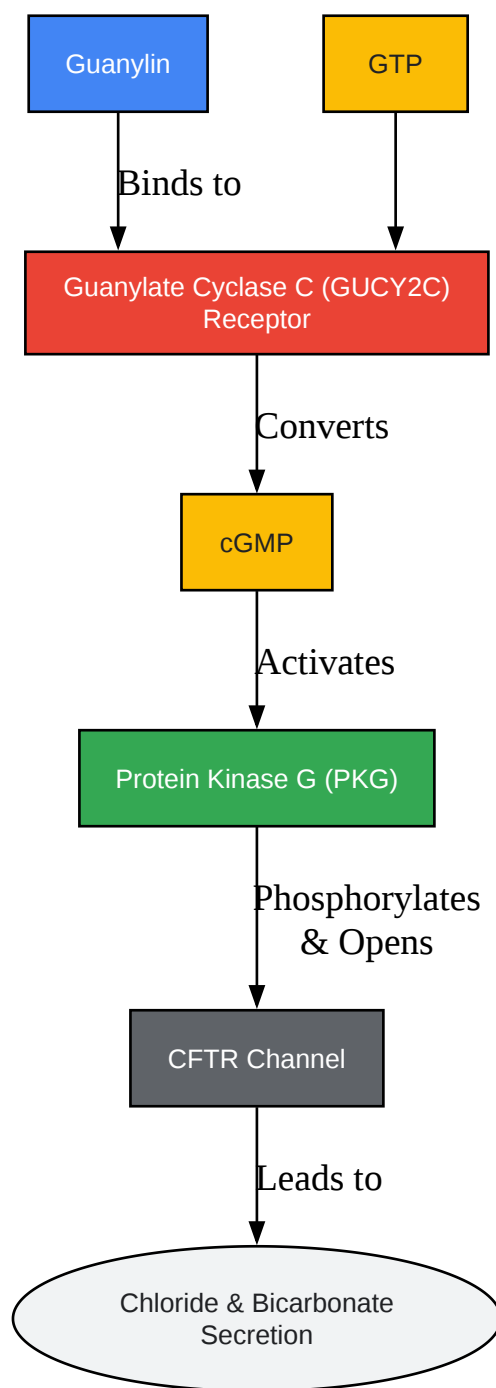 Guanylin
GTP
Binds to
Guanylate Cyclase C (GUCY2C)
Receptor
Converts
cGMP
Activates
Protein Kinase G (PKG)
Phosphorylates
& Opens
CFTR Channel
Leads to
Chloride & Bicarbonate
Secretion